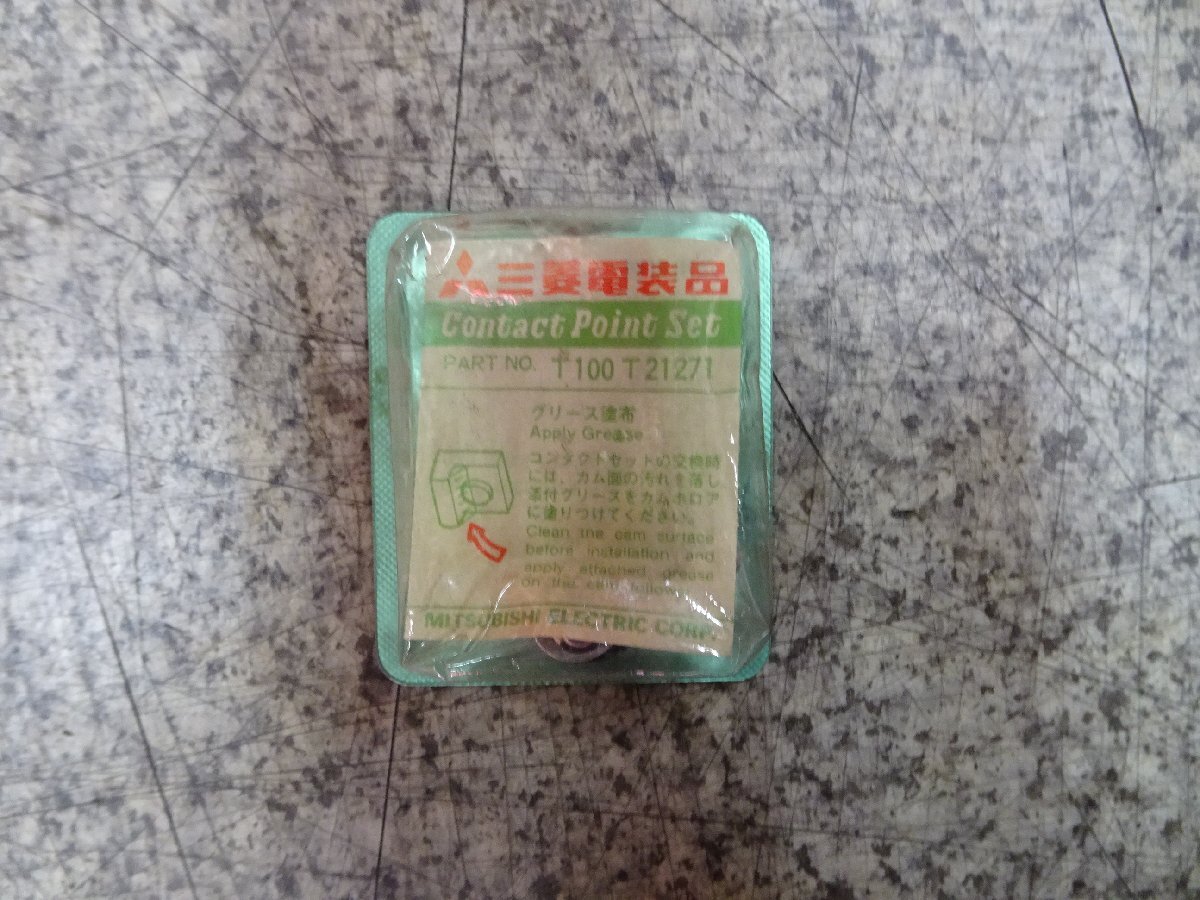 三菱電装品
Contact Point Set
PART NO. T100T21271
グリース塗布
Apply Grease
コンタクトセットの交換時
には、カム面の汚れを落し
添付グリースをカムホロア
に塗りつけてください。
Clean the cam surface
before installation and
apply attached grease
on the cam
MITSUBISHI ELECTRIC CORP.